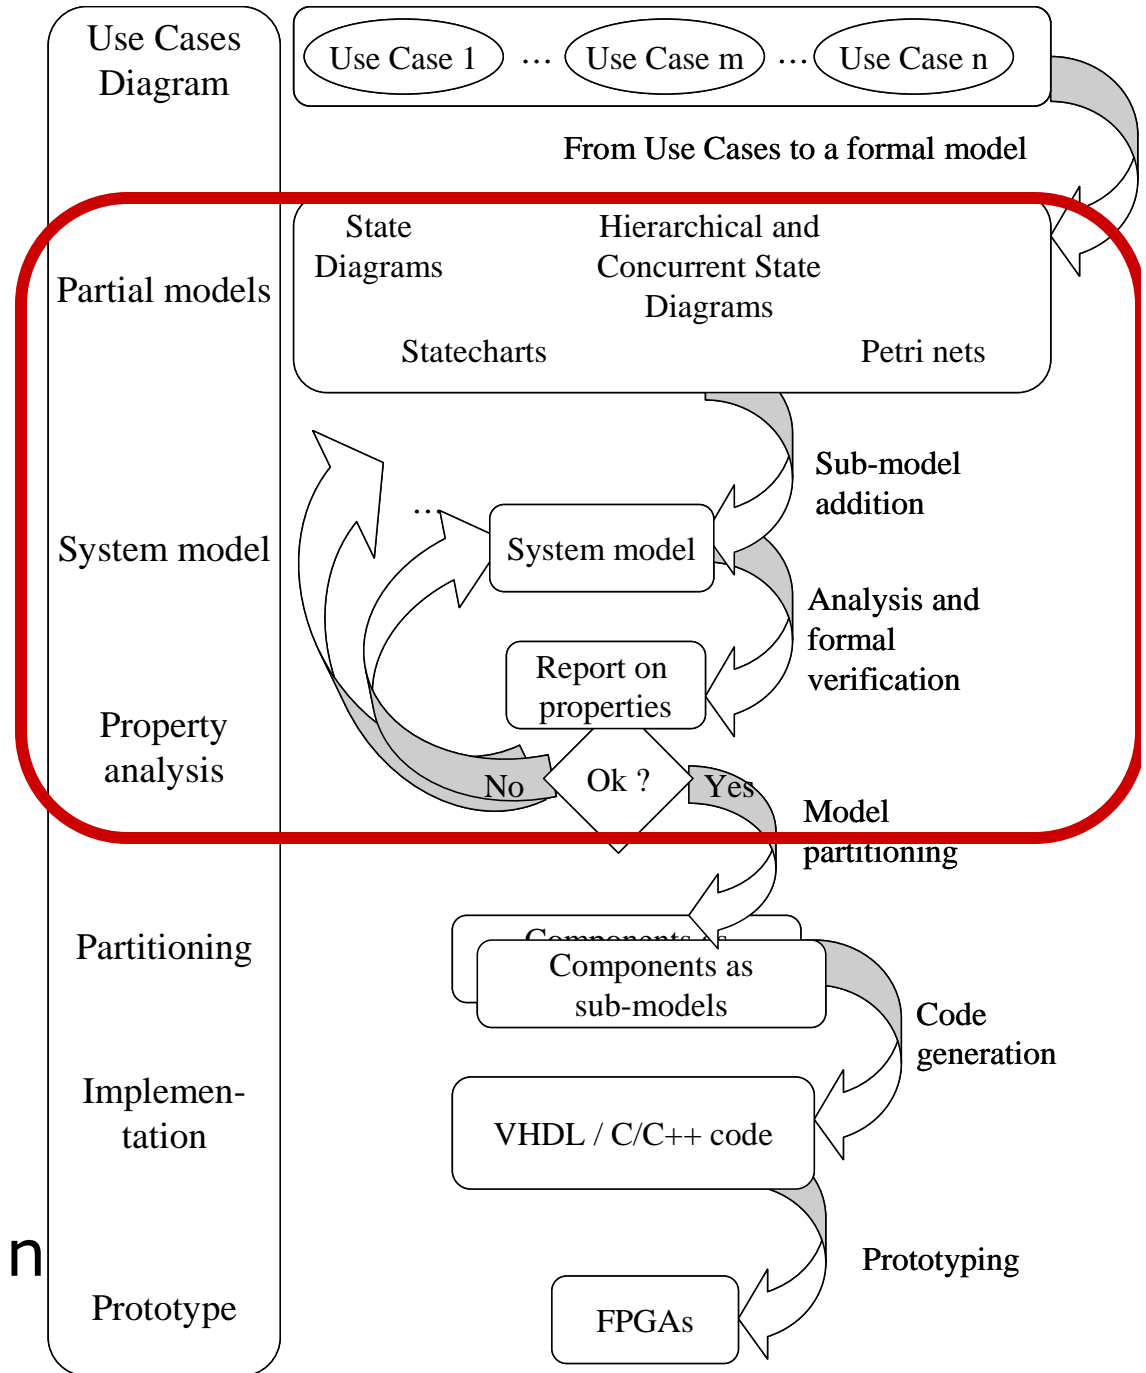 Use Cases
Diagram
Use Case 1 ... Use Case m ... Use Case n
From Use Cases to a formal model
Partial models
State
Diagrams
Hierarchical and
Concurrent State
Diagrams
Statecharts
Petri nets
Sub-model
addition
System model
...
System model
Analysis and
formal
verification
Property
analysis
Report on
properties
No
Ok ?
Yes
Model
partitioning
Partitioning
Components as
Components as
sub-models
Code
generation
Implemen-
tation
VHDL / C/C++ code
n
Prototyping
Prototype
FPGAs